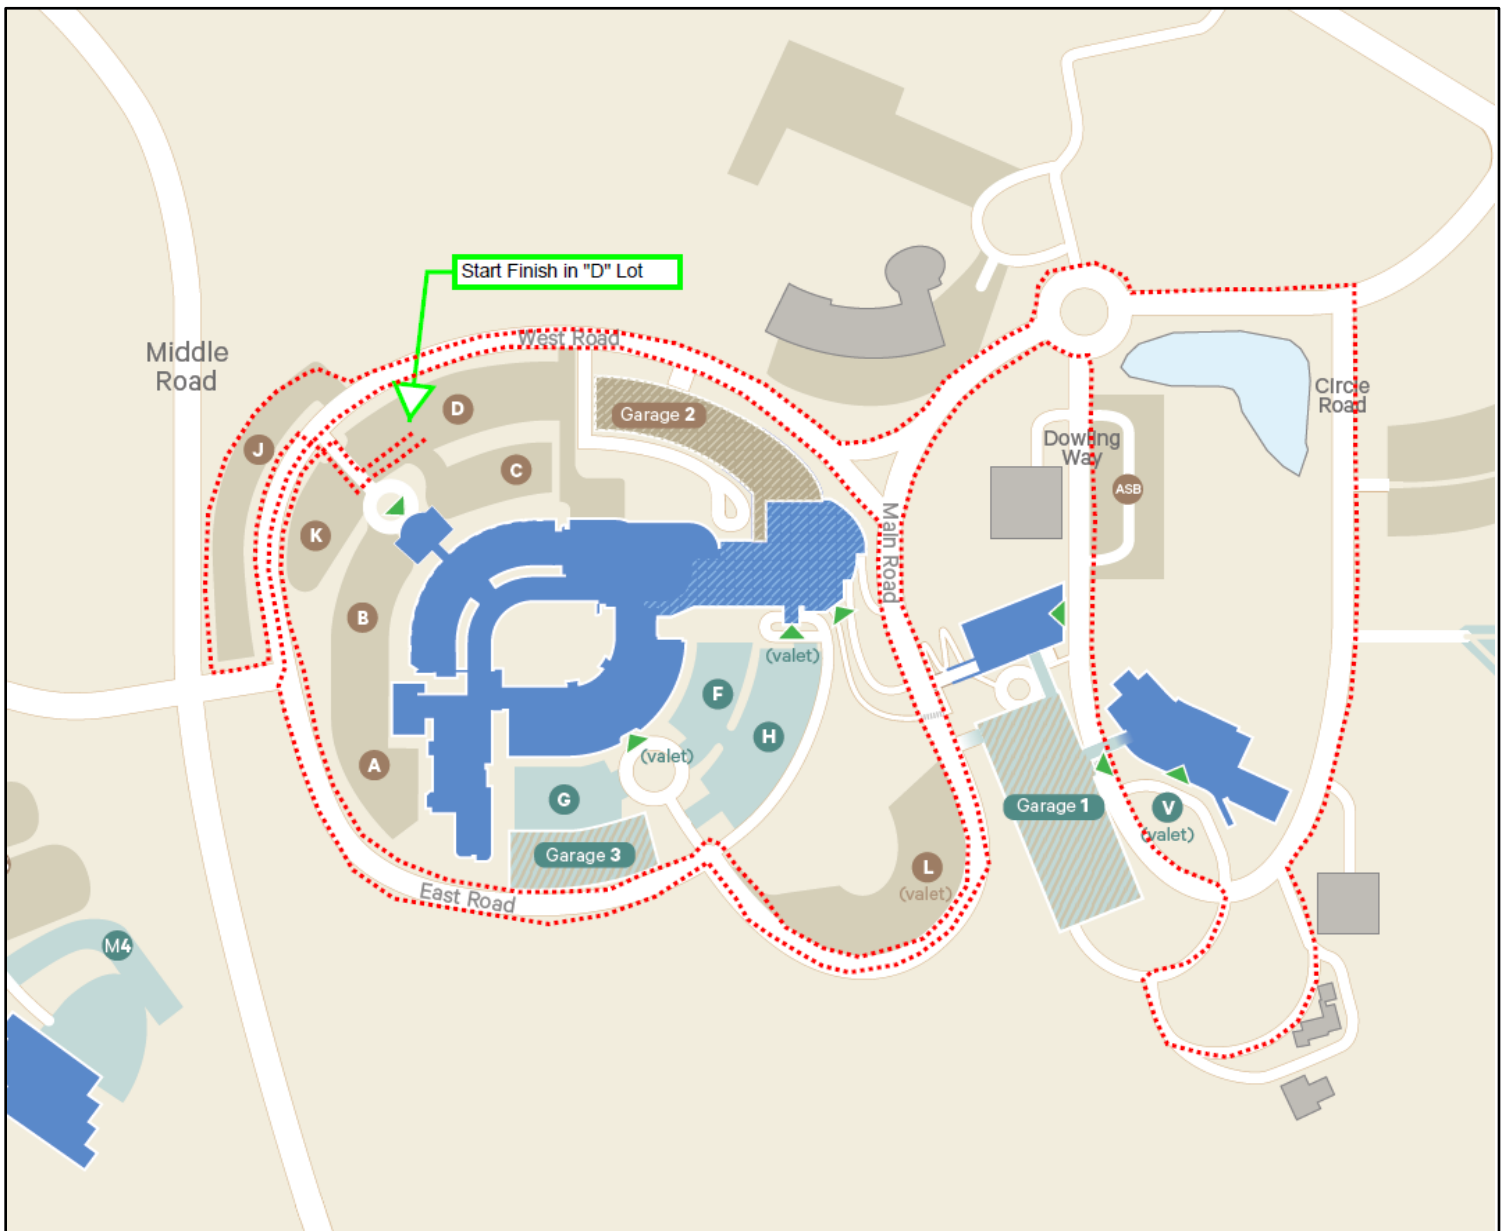 Start Finish in "D" Lot
West Road
Middle
Road
D
Garage 2
J
C
K
B
A
Circle
Road
Dowling
Way
ASB
Main Road
(valet)
F
H
(valet)
G
Garage 3
East Road
L
(valet)
Garage 1
V
(valet)
M4